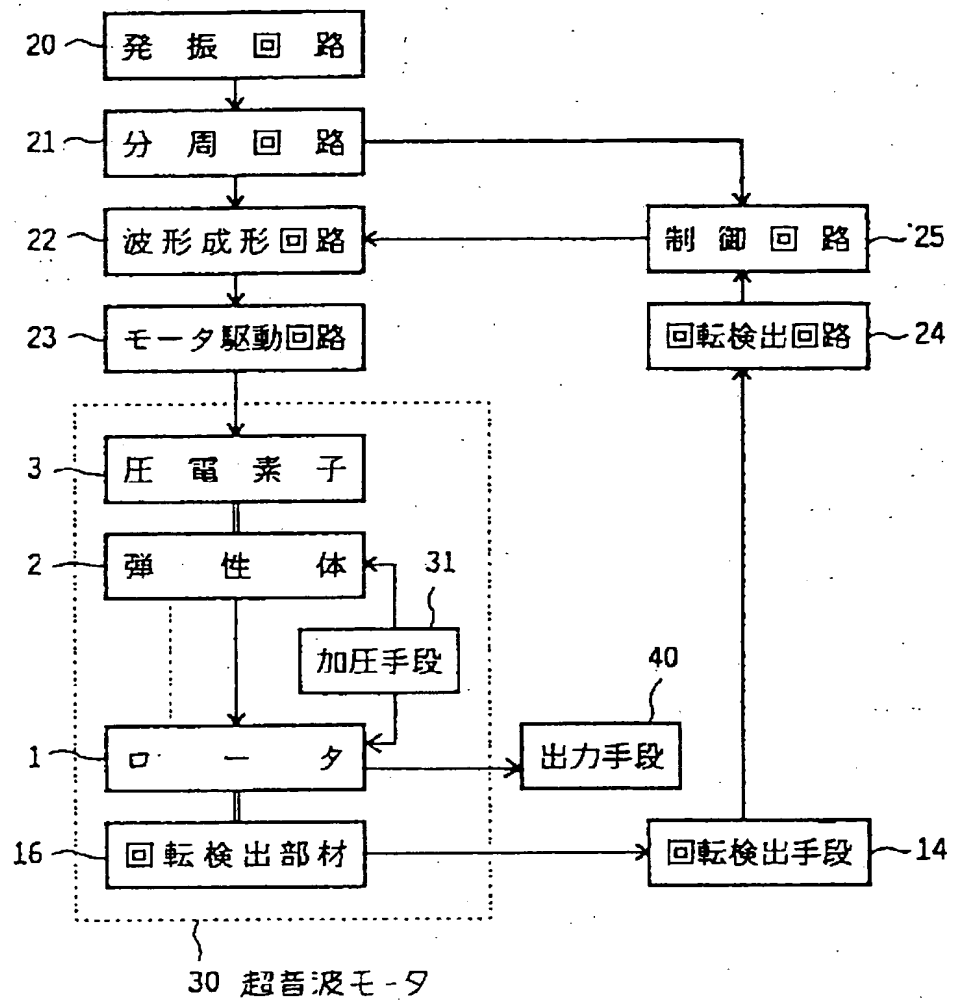 20 発振回路
21 分周回路
22 波形成形回路
制御回路 25
23 モータ駆動回路
回転検出回路 24
3 圧電素子
2 弾性体
31
加圧手段
40
1 ロータ
出力手段
16 回転検出部材
回転検出手段 14
30 超音波モータ